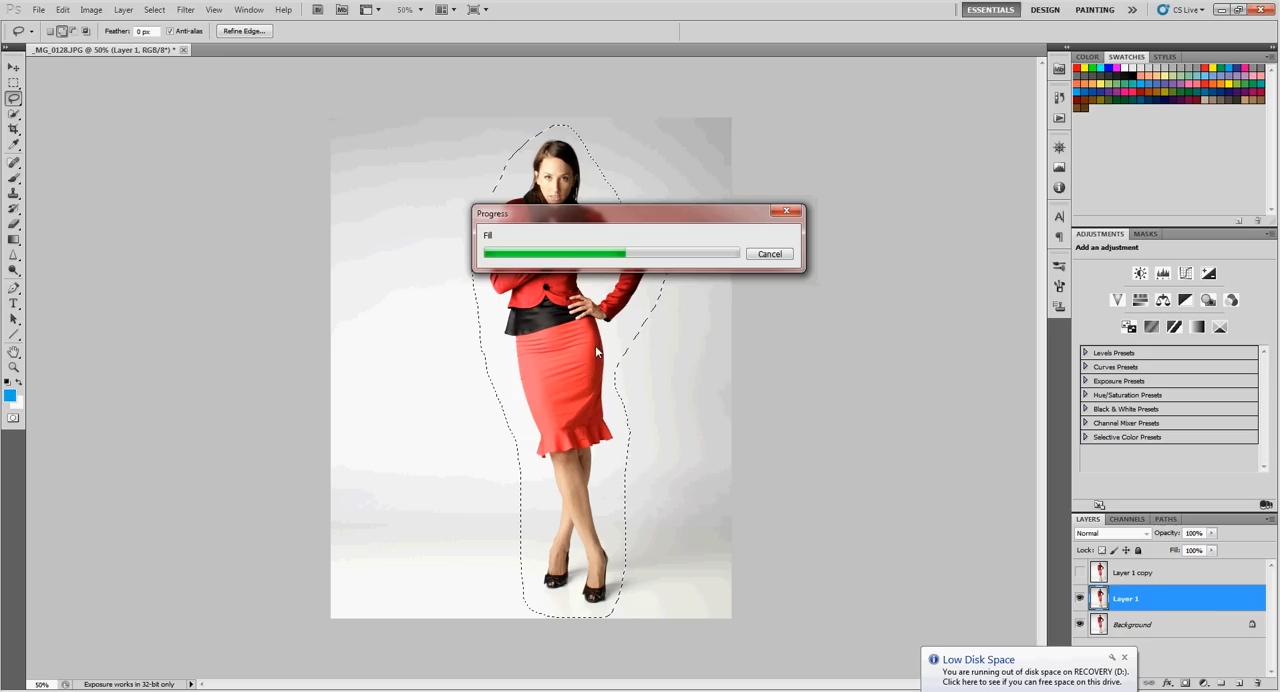 Ps File Edit Image Layer Select Filter View Window Help Br Mb 50% ESSENTIALS DESIGN PAINTING CS Live
Feather: 0 px Anti-alias Refine Edge...
_MG_0128.JPG @ 50% (Layer 1, RGB/8*) *
COLOR SWATCHES STYLES
Mb
Progress
Fill
Cancel
ADJUSTMENTS MASKS
Add an adjustment
Levels Presets
Curves Presets
Exposure Presets
Hue/Saturation Presets
Black & White Presets
Channel Mixer Presets
Selective Color Presets
LAYERS CHANNELS PATHS
Normal Opacity: 100%
Lock: Fill: 100%
Layer 1 copy
Layer 1
Background
Low Disk Space
You are running out of disk space on RECOVERY (D:).
Click here to see if you can free space on this drive.
50% Exposure works in 32-bit only